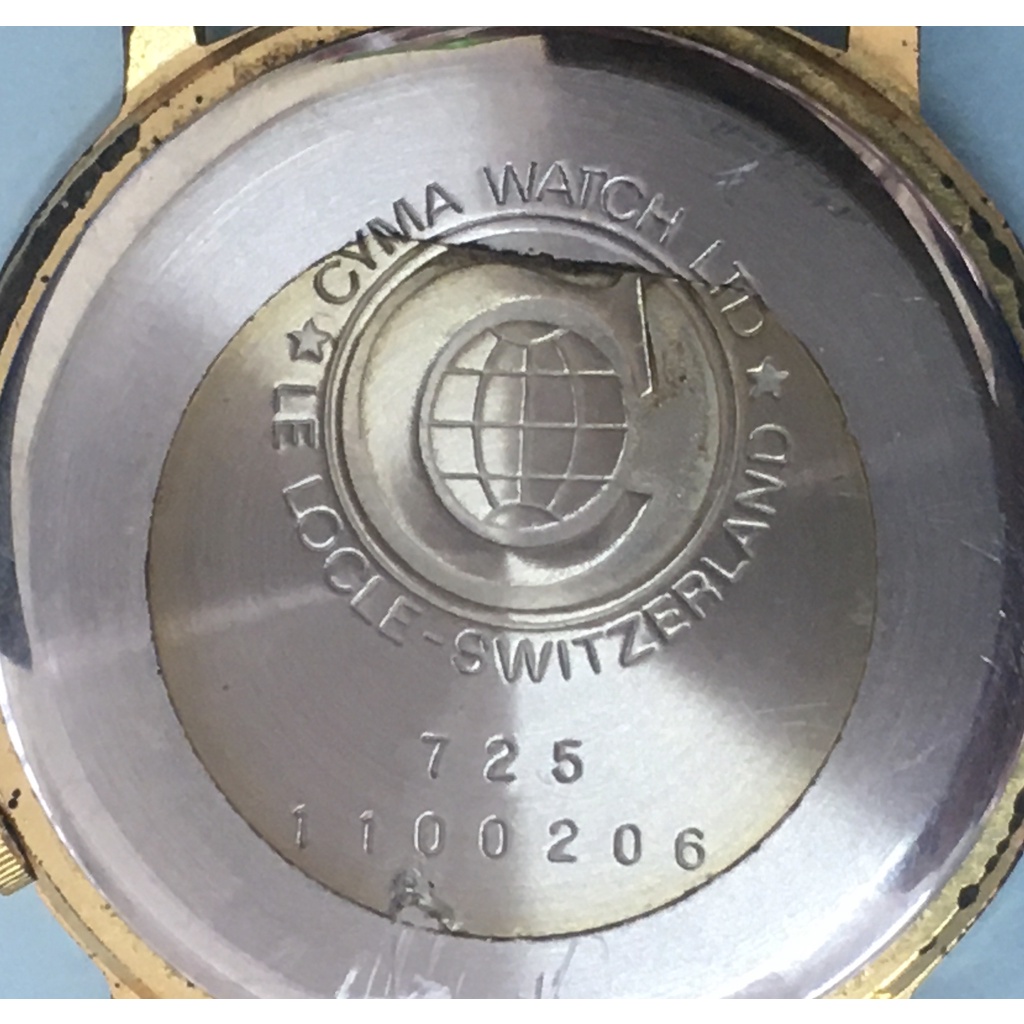 ★ CYMA WATCH LTD ★
LE LOCLE-SWITZERLAND
725
1100206